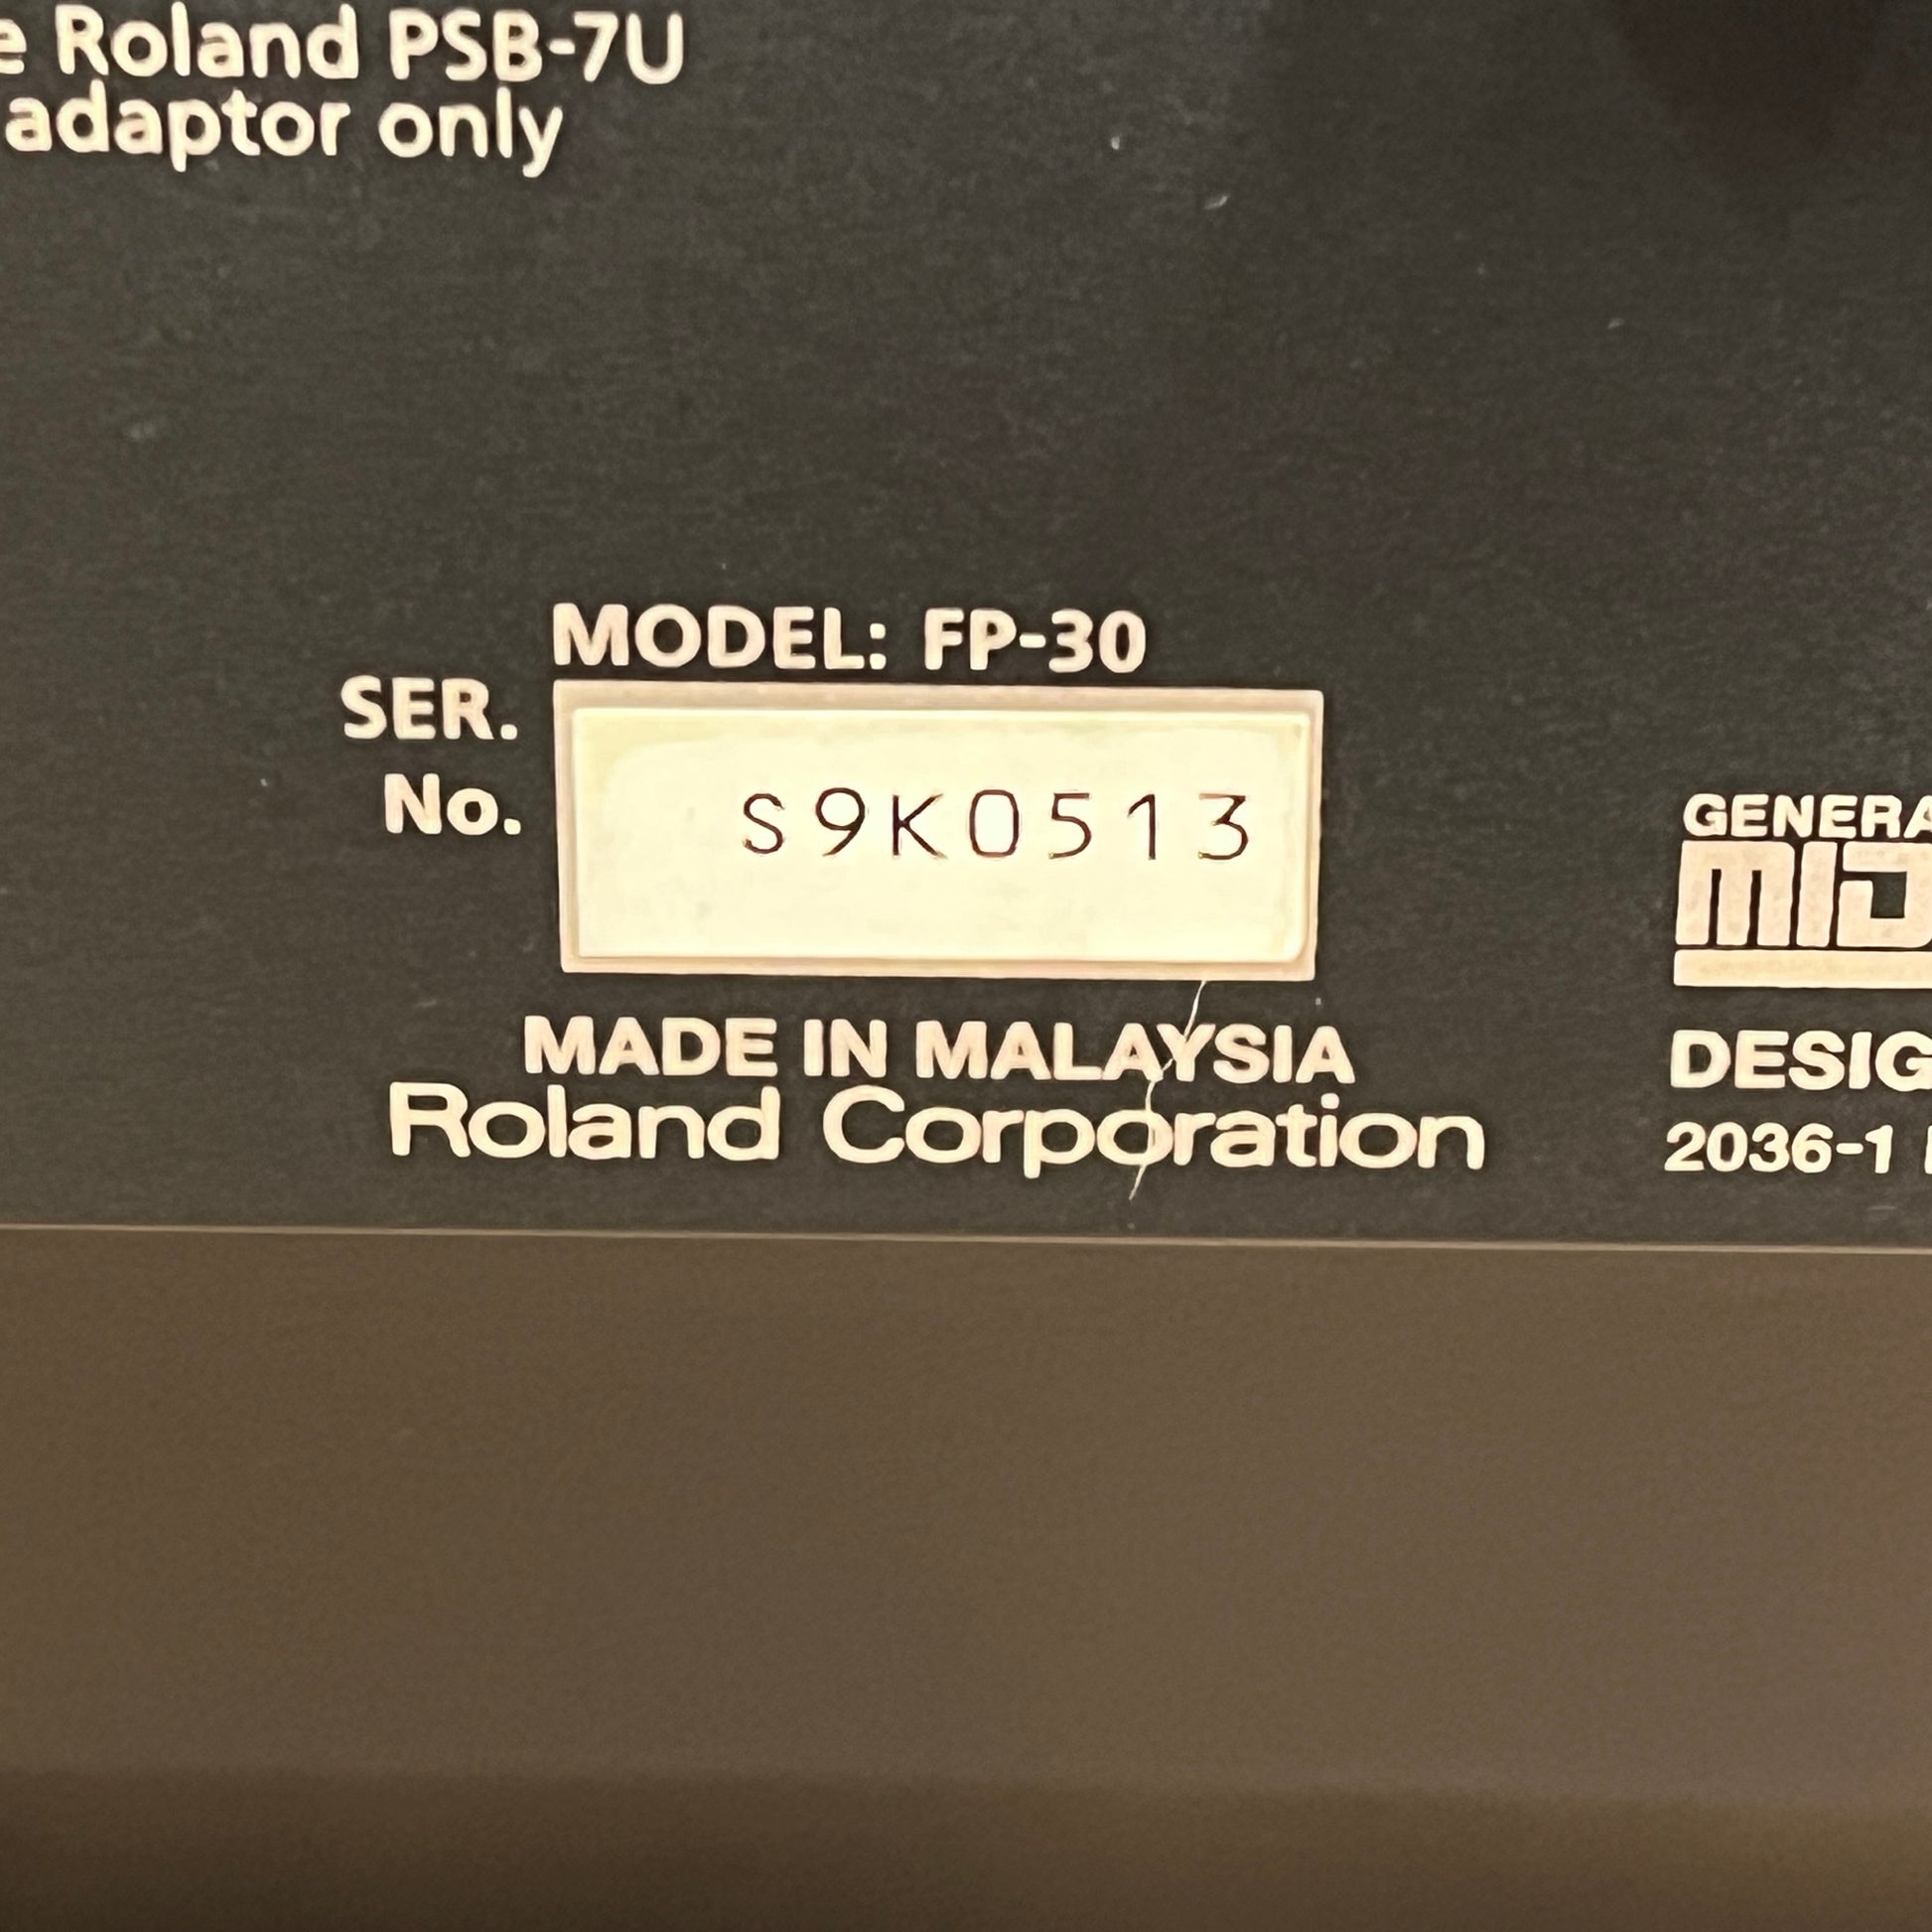 e Roland PSB-7U
adaptor only
MODEL: FP-30
SER.
No.
S9K0513
MADE IN MALAYSIA
Roland Corporation
GENERA
MID
DESIG
2036-1